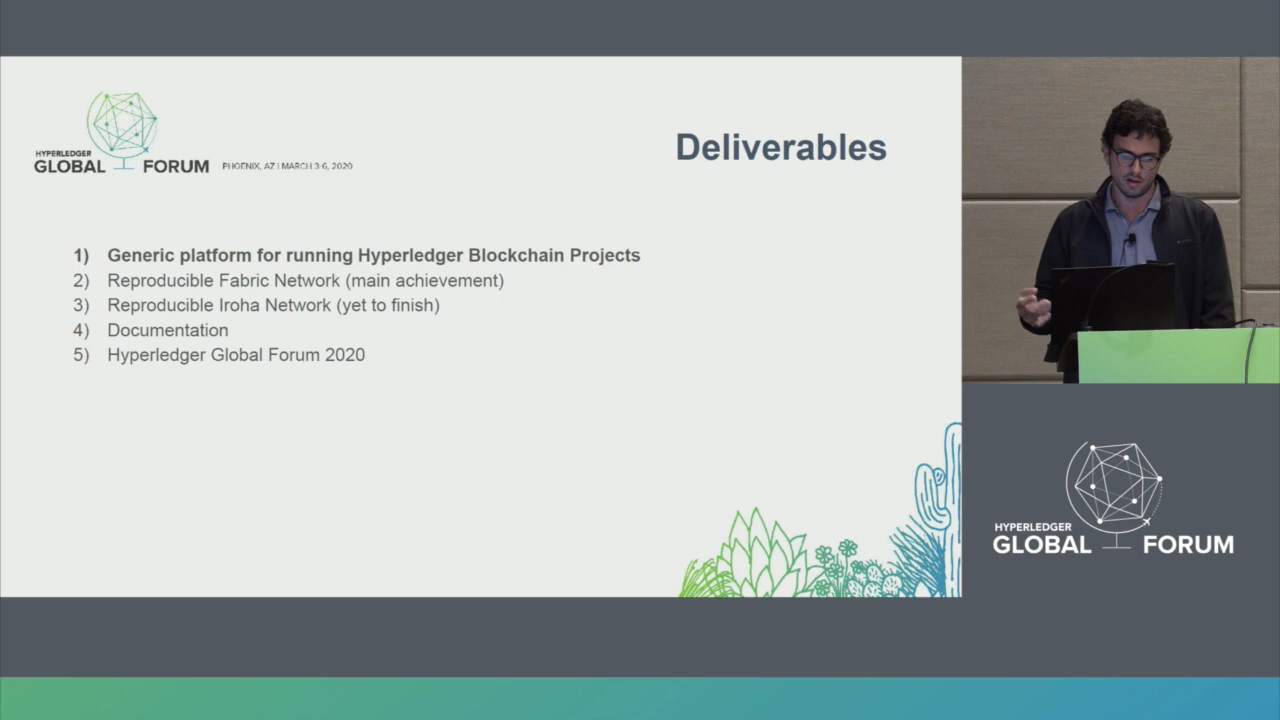 HYPERLEDGER
GLOBAL FORUM
PHOENIX, AZ | MARCH 3-6, 2020
Deliverables
1) Generic platform for running Hyperledger Blockchain Projects
2) Reproducible Fabric Network (main achievement)
3) Reproducible Iroha Network (yet to finish)
4) Documentation
5) Hyperledger Global Forum 2020
HYPERLEDGER
GLOBAL FORUM